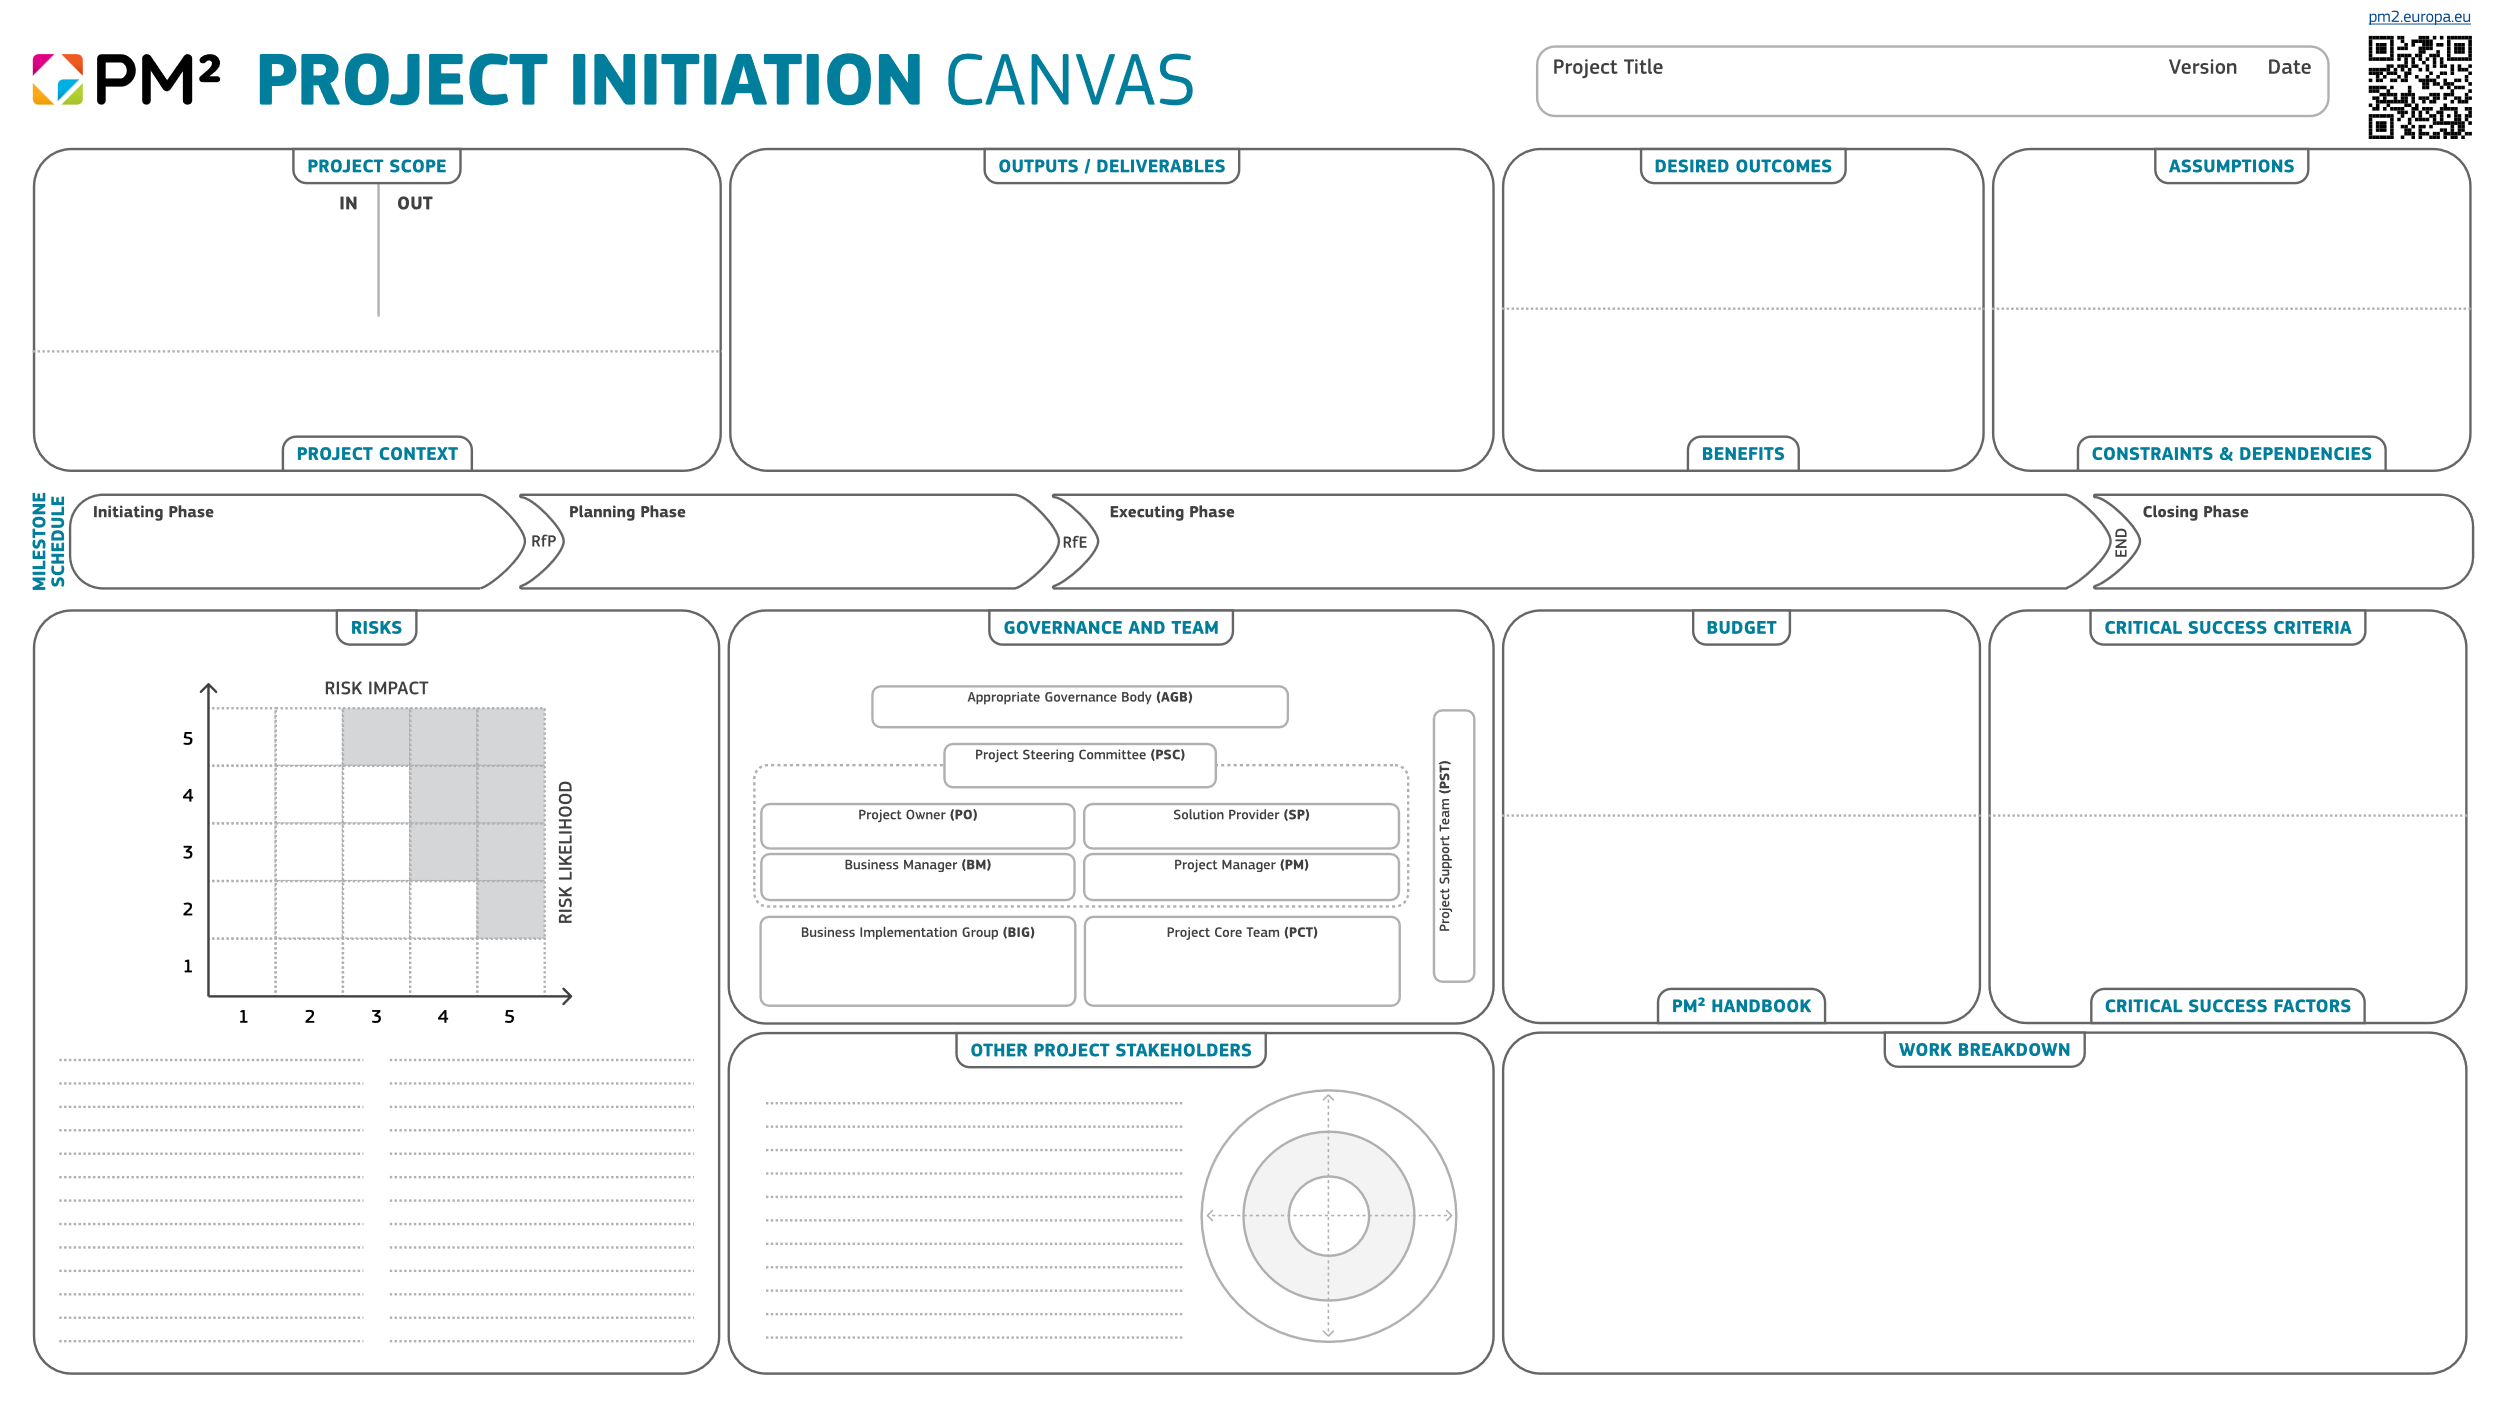 pm2.europa.eu
PM² PROJECT INITIATION CANVAS
Project Title Version Date
PROJECT SCOPE
IN OUT
PROJECT CONTEXT
OUTPUTS / DELIVERABLES
DESIRED OUTCOMES
BENEFITS
ASSUMPTIONS
CONSTRAINTS & DEPENDENCIES
MILESTONE
SCHEDULE
Initiating Phase
RfP
Planning Phase
RfE
Executing Phase
END
Closing Phase
RISKS
RISK IMPACT
5
4
3
2
1
1 2 3 4 5
RISK LIKELIHOOD
GOVERNANCE AND TEAM
Appropriate Governance Body (AGB)
Project Steering Committee (PSC)
Project Owner (PO)
Solution Provider (SP)
Business Manager (BM)
Project Manager (PM)
Business Implementation Group (BIG)
Project Core Team (PCT)
Project Support Team (PST)
BUDGET
PM² HANDBOOK
CRITICAL SUCCESS CRITERIA
CRITICAL SUCCESS FACTORS
OTHER PROJECT STAKEHOLDERS
WORK BREAKDOWN